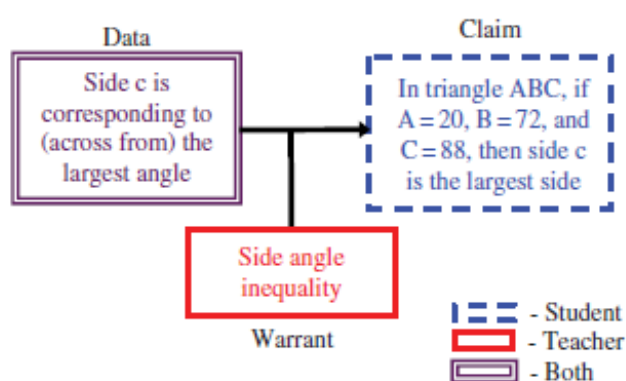 Data
Side c is
corresponding to
(across from) the
largest angle
Claim
In triangle ABC, if
A = 20, B = 72, and
C = 88, then side c
is the largest side
Side angle
inequality
Warrant
- Student
- Teacher
- Both